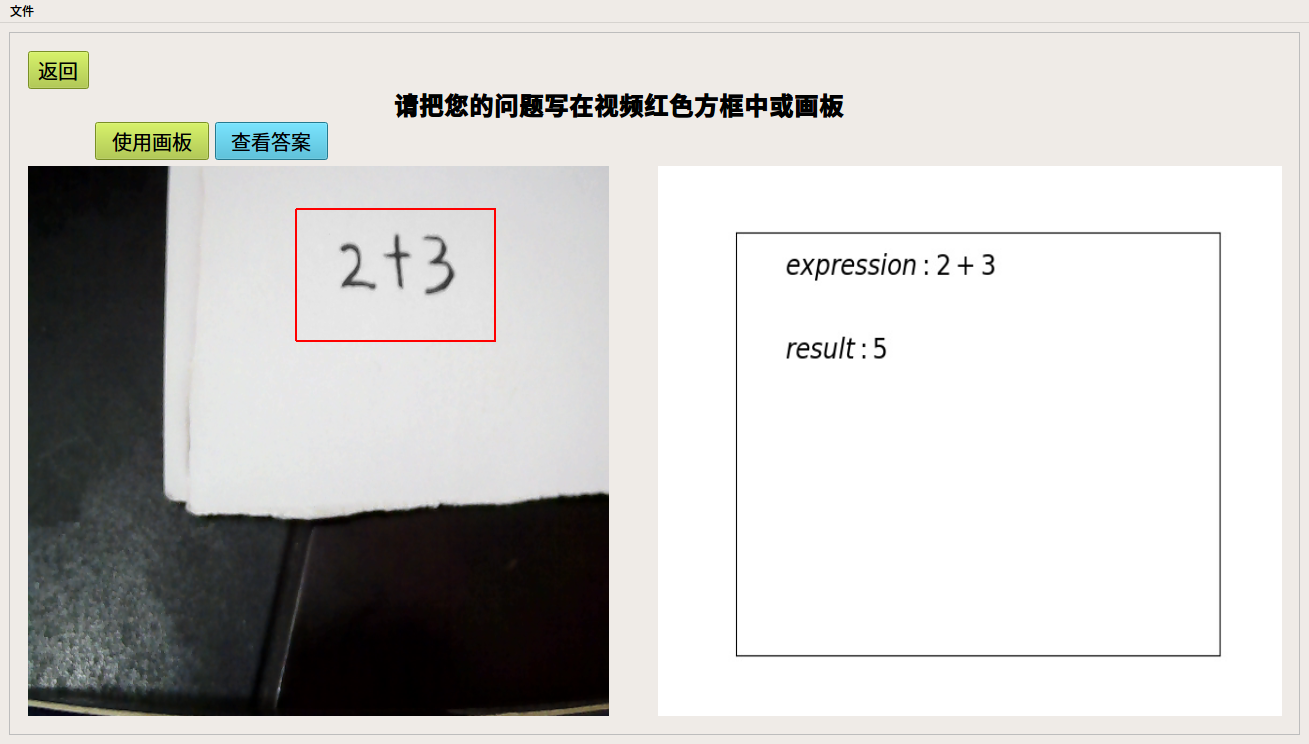 文件
返回
请把您的问题写在视频红色方框中或画板
使用画板 查看答案
2+3
expression : 2 + 3
result : 5